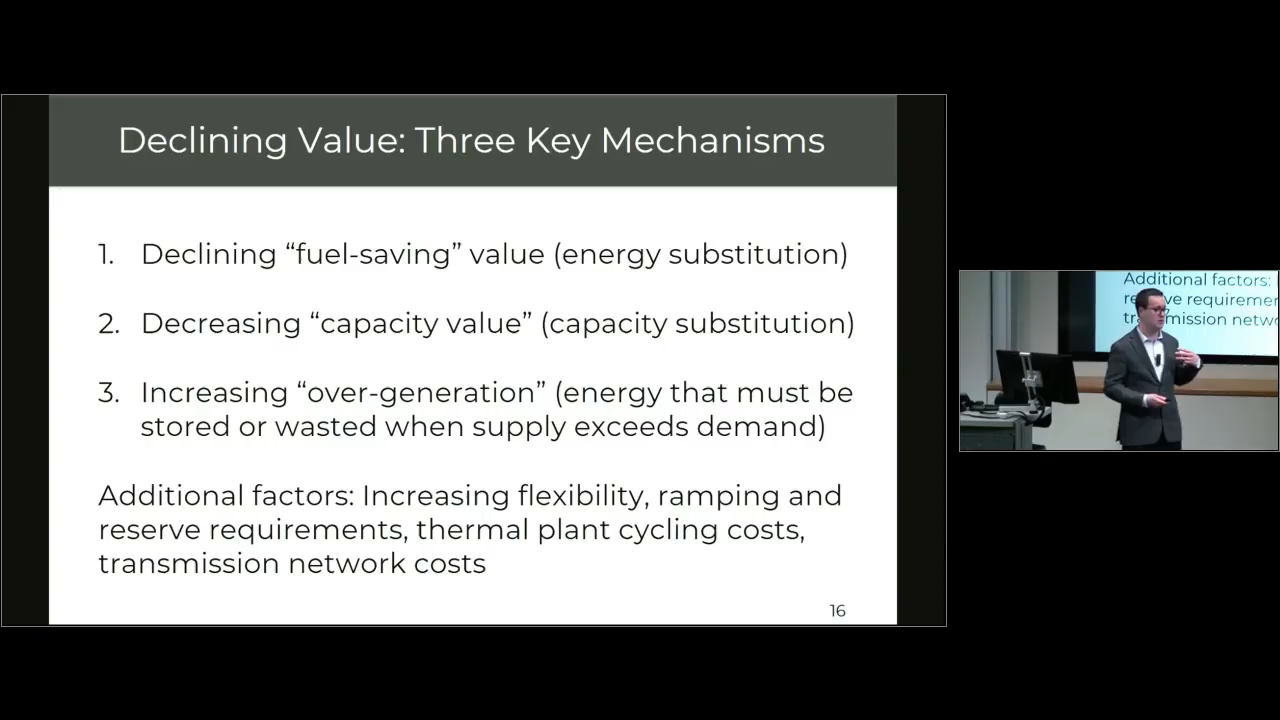 Declining Value: Three Key Mechanisms
1. Declining “fuel-saving” value (energy substitution)
2. Decreasing “capacity value” (capacity substitution)
3. Increasing “over-generation” (energy that must be
stored or wasted when supply exceeds demand)
Additional factors: Increasing flexibility, ramping and
reserve requirements, thermal plant cycling costs,
transmission network costs
16
Additional factors: